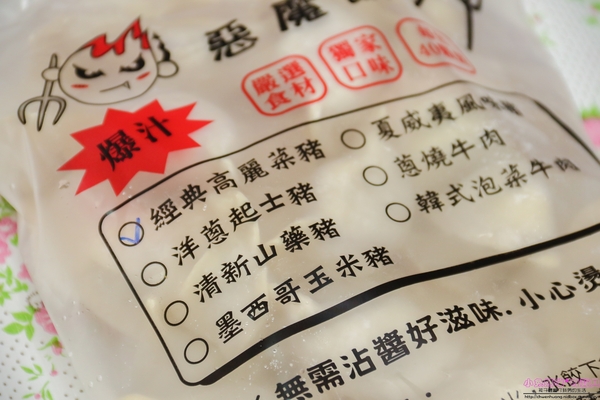 惡魔
嚴選
食材
獨家
口味
爆汁
經典高麗菜豬
洋蔥起士豬
清新山藥豬
墨西哥玉米豬
夏威夷風味
蔥燒牛肉
韓式泡菜牛肉
無需沾醬好滋味.小心燙
水餃下